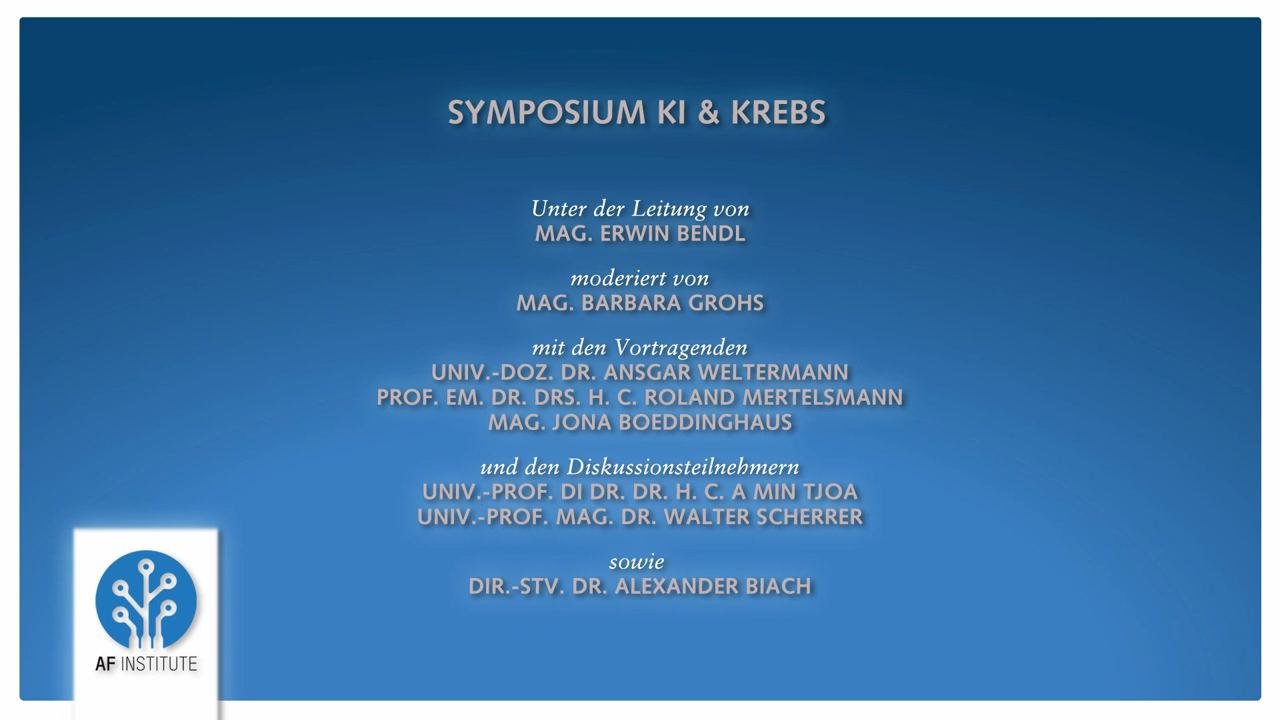 SYMPOSIUM KI & KREBS
Unter der Leitung von
MAG. ERWIN BENDL
moderiert von
MAG. BARBARA GROHS
mit den Vortragenden
UNIV.-DOZ. DR. ANSGAR WELTERMANN
PROF. EM. DR. DRS. H. C. ROLAND MERTELSMANN
MAG. JONA BOEDDINGHAUS
und den Diskussionsteilnehmern
UNIV.-PROF. DI DR. DR. H. C. A MIN TJOA
UNIV.-PROF. MAG. DR. WALTER SCHERRER
sowie
DIR.-STV. DR. ALEXANDER BIACH
AF INSTITUTE